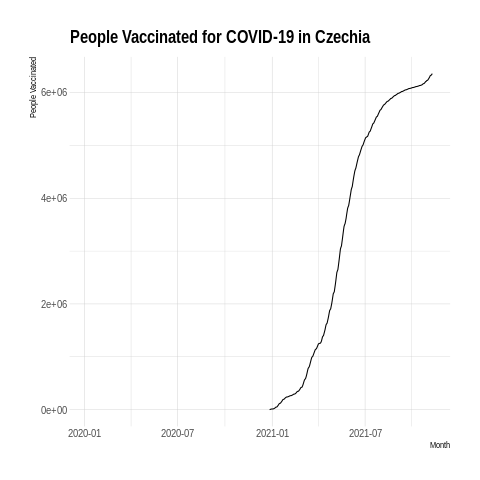 People Vaccinated for COVID-19 in Czechia
People Vaccinated
6e+06
4e+06
2e+06
0e+00
2020-01 2020-07 2021-01 2021-07
Month